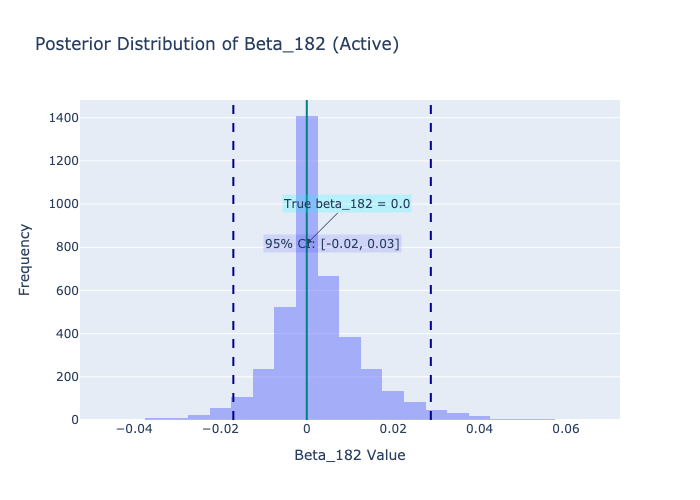 Posterior Distribution of Beta_182 (Active)
1400
1200
1000
800
600
400
200
0
Frequency
True beta_182 = 0.0
95% CI: [-0.02, 0.03]
−0.04
−0.02
0
0.02
0.04
0.06
Beta_182 Value